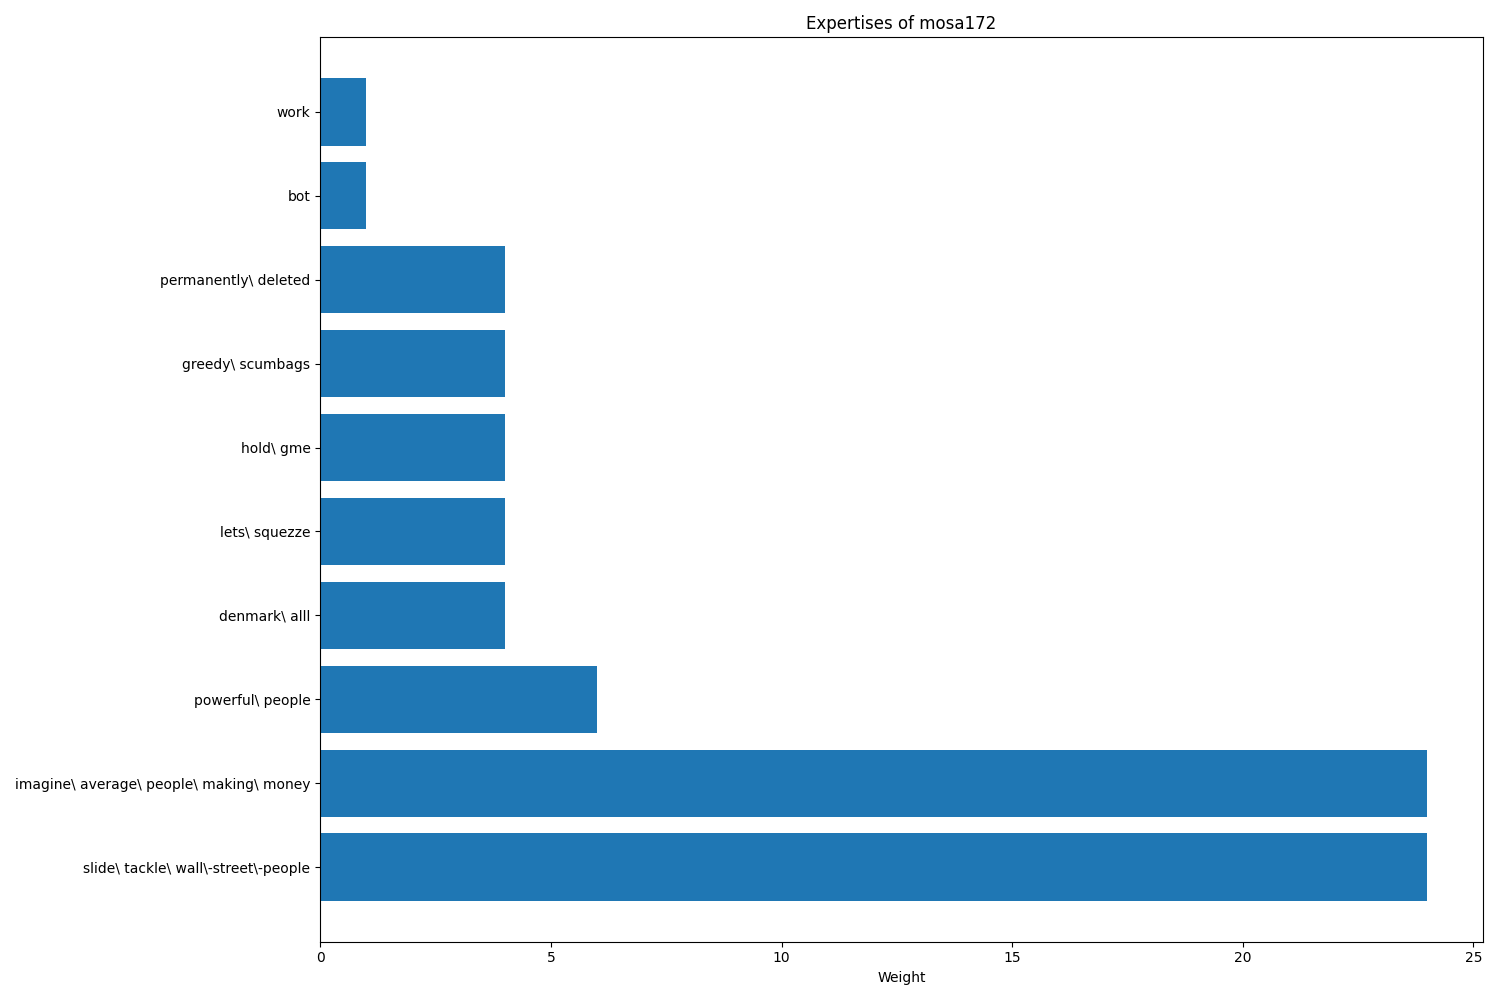 Expertises of mosa172
work
bot
permanently\ deleted
greedy\ scumbags
hold\ gme
lets\ squezze
denmark\ alll
powerful\ people
imagine\ average\ people\ making\ money
slide\ tackle\ wall\-street\-people
0 5 10 15 20 25
Weight